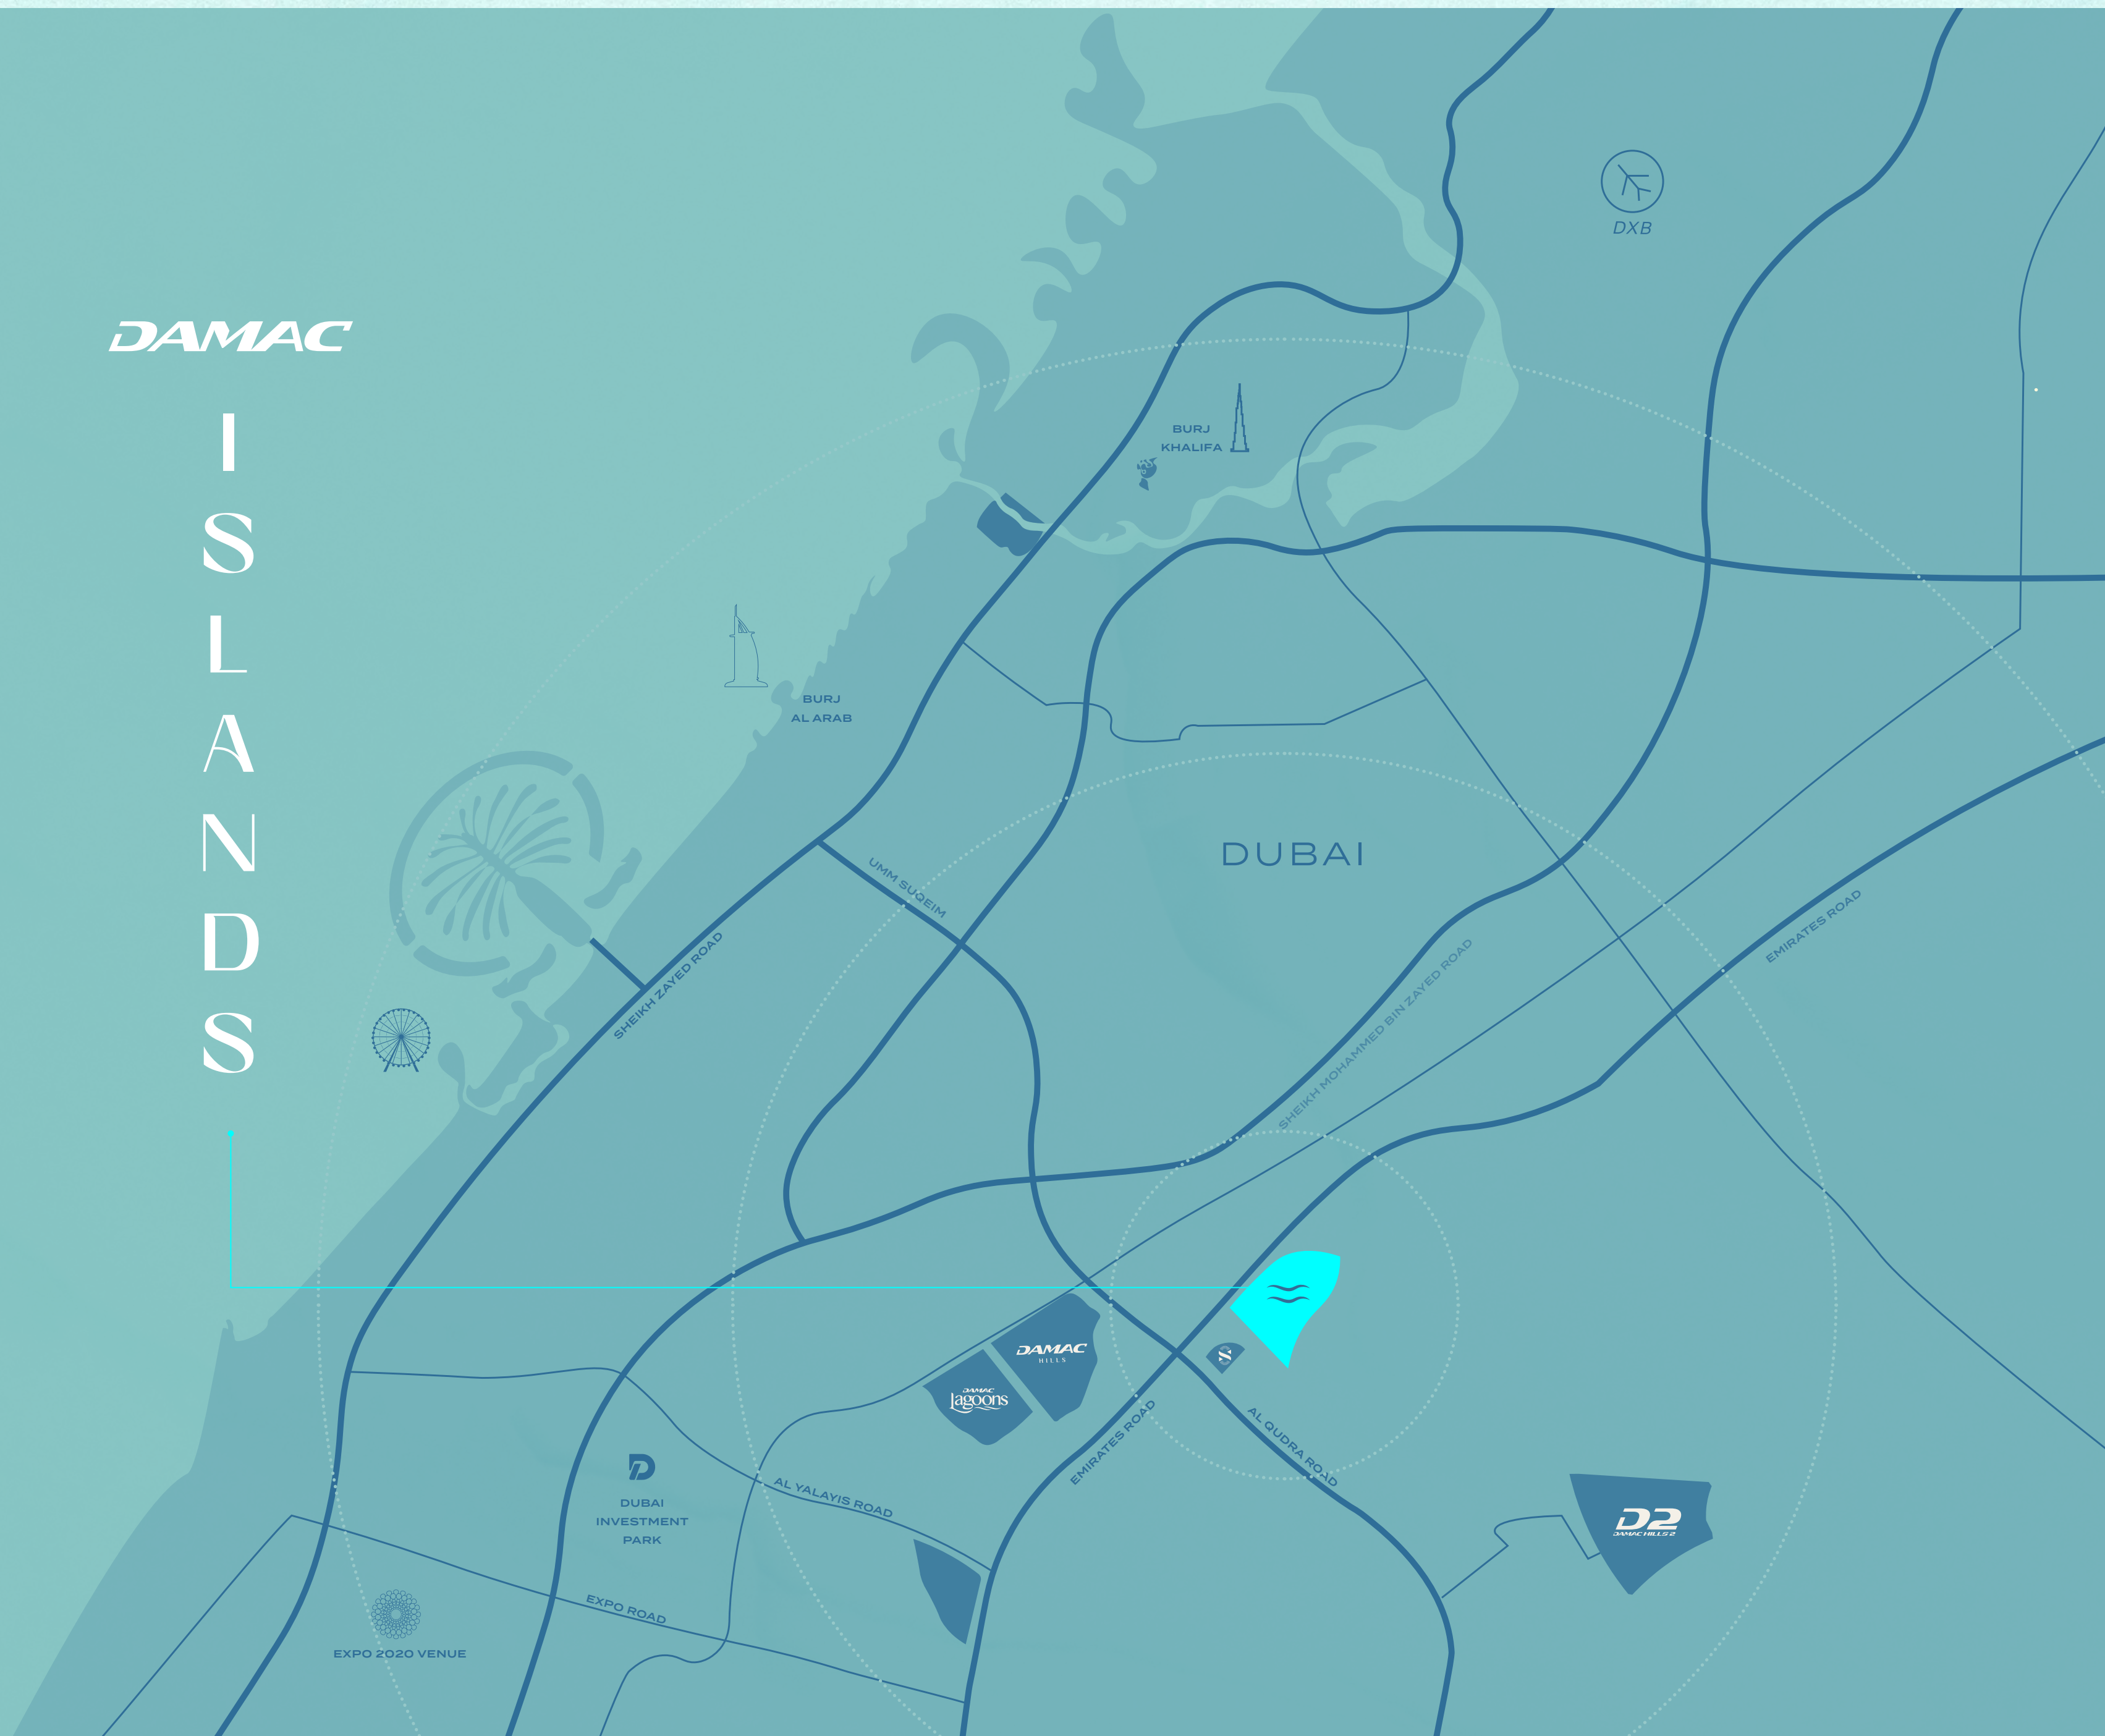 DXB
DAMAC
ISLANDS
BURJ
KHALIFA
BURJ
AL ARAB
DUBAI
UMM SUQEIM
SHEIKH ZAYED ROAD
EMIRATES ROAD
SHEIKH MOHAMMED BIN ZAYED ROAD
DAMAC
HILLS
S
DAMAC
lagoons
EMIRATES ROAD
AL QUDRA ROAD
DUBAI
INVESTMENT
PARK
AL YALAYIS ROAD
D2
DAMAC HILLS 2
EXPO ROAD
EXPO 2020 VENUE